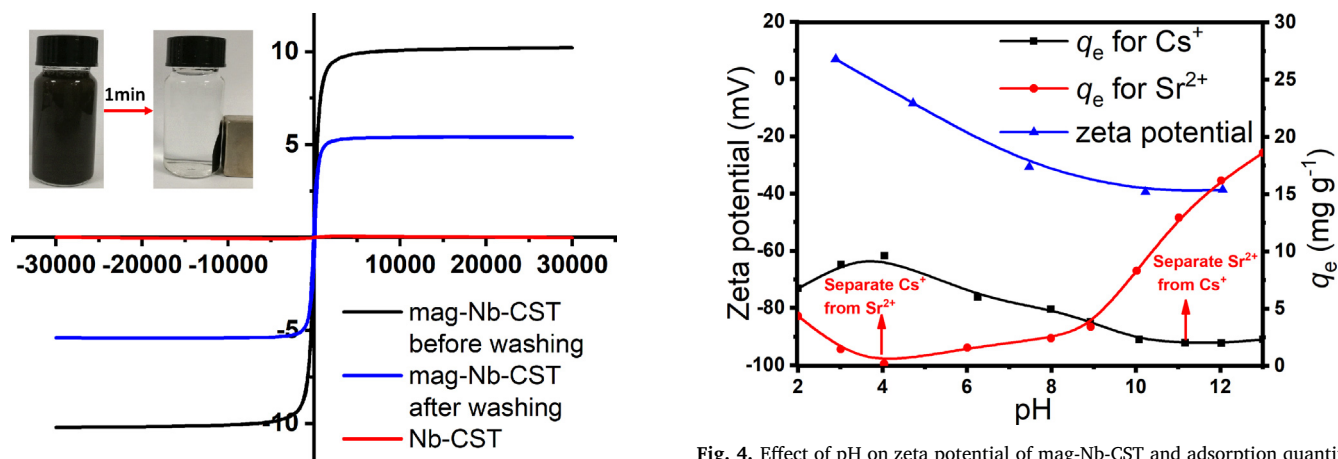 1min
10
5
-30000 -20000 -10000 10000 20000 30000
-5
-10
mag-Nb-CST
before washing
mag-Nb-CST
after washing
Nb-CST
20
0
-20
-40
-60
-80
-100
Zeta potential (mV)
30
25
20
15
10
5
0
qe (mg g-1)
qe for Cs+
qe for Sr2+
zeta potential
Separate Cs+
from Sr2+
Separate Sr2+
from Cs+
2 4 6 8 10 12
pH
Fig. 4. Effect of pH on zeta potential of mag-Nb-CST and adsorption quanti